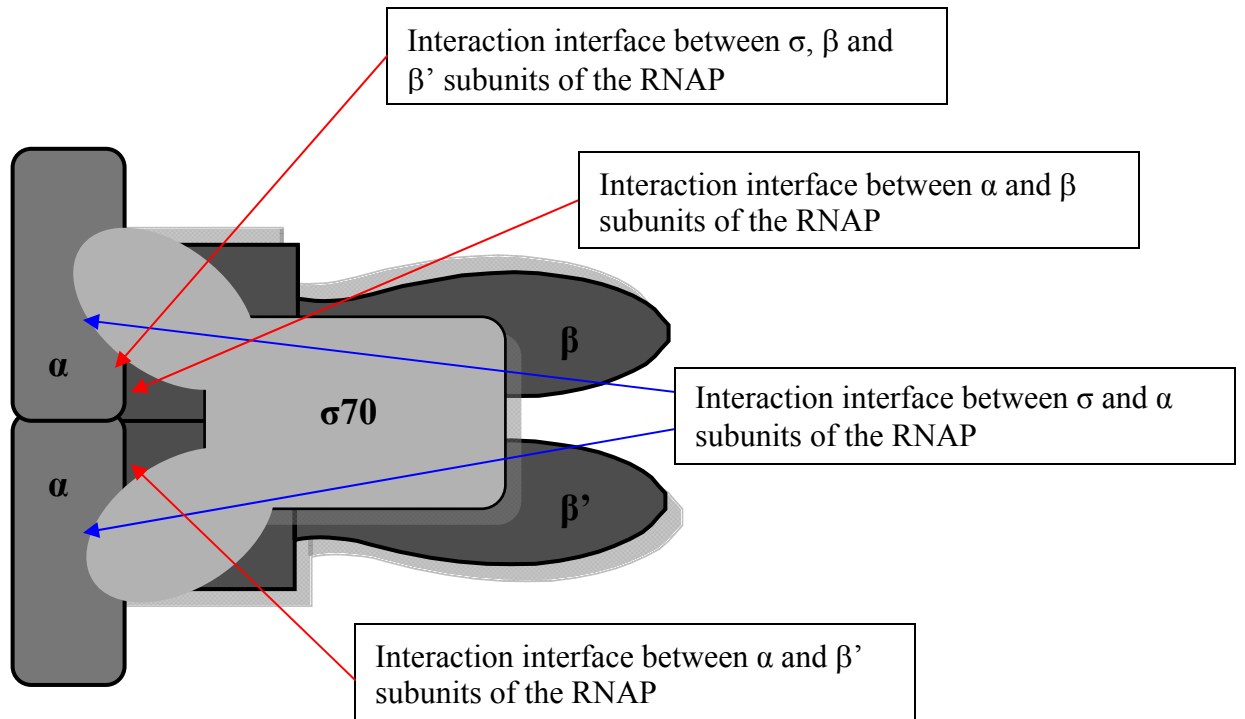 Interaction interface between σ, β and
β’ subunits of the RNAP
Interaction interface between α and β
subunits of the RNAP
β
α
Interaction interface between σ and α
subunits of the RNAP
σ70
α
β’
Interaction interface between α and β’
subunits of the RNAP